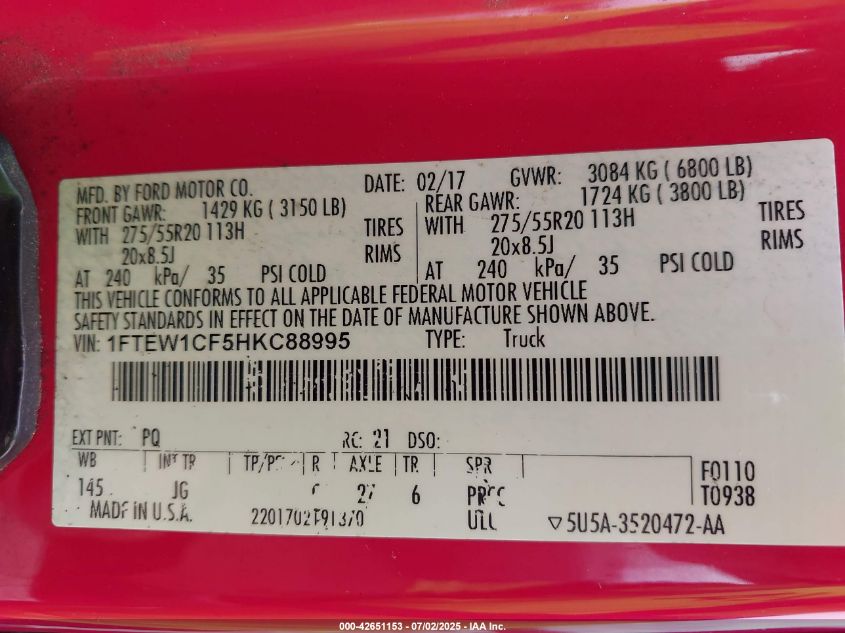 MFD. BY FORD MOTOR CO. DATE: 02/17 GVWR: 3084 KG ( 6800 LB)
FRONT GAWR: 1429 KG ( 3150 LB) REAR GAWR: 1724 KG ( 3800 LB)
WITH 275/55R20 113H TIRES WITH 275/55R20 113H TIRES
20x8.5J RIMS 20x8.5J RIMS
AT 240 kPa/ 35 PSI COLD AT 240 kPa/ 35 PSI COLD
THIS VEHICLE CONFORMS TO ALL APPLICABLE FEDERAL MOTOR VEHICLE
SAFETY STANDARDS IN EFFECT ON THE DATE OF MANUFACTURE SHOWN ABOVE.
VIN: 1FTEW1CF5HKC88995 TYPE: Truck
EXT PNT: PQ RC: 21 DSO:
WB INT TR R AXLE TR SPR F0110
145 JG 27 6 T0938
MADE IN U.S.A. ▽5U5A-3520472-AA
000-42651153 - 07/02/2025 - IAA Inc.